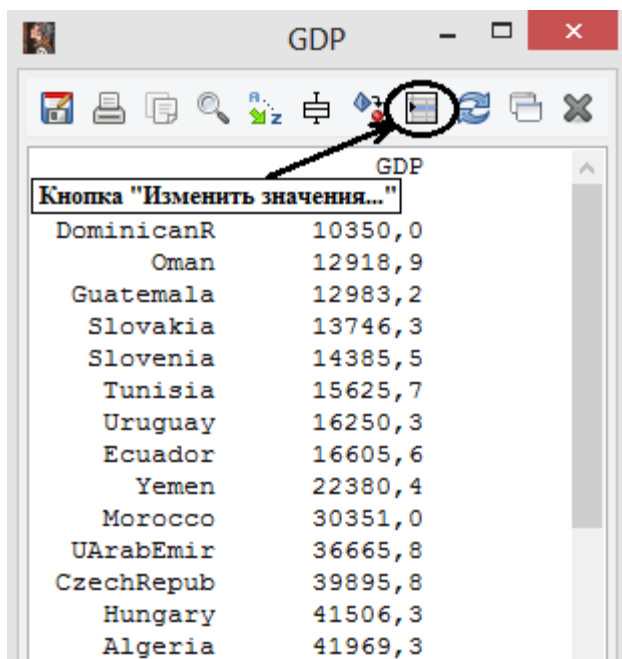 GDP
A
Z
GDP
Кнопка "Изменить значения..."
DominicanR 10350,0
Oman 12918,9
Guatemala 12983,2
Slovakia 13746,3
Slovenia 14385,5
Tunisia 15625,7
Uruguay 16250,3
Ecuador 16605,6
Yemen 22380,4
Morocco 30351,0
UArabEmir 36665,8
CzechRepub 39895,8
Hungary 41506,3
Algeria 41969,3